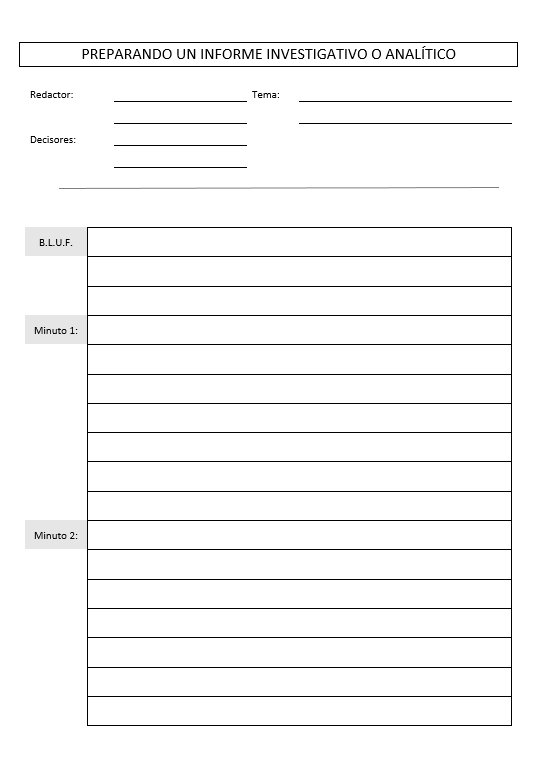 PREPARANDO UN INFORME INVESTIGATIVO O ANALÍTICO
Redactor: Tema:
Decisores:
B.L.U.F.
Minuto 1:
Minuto 2: